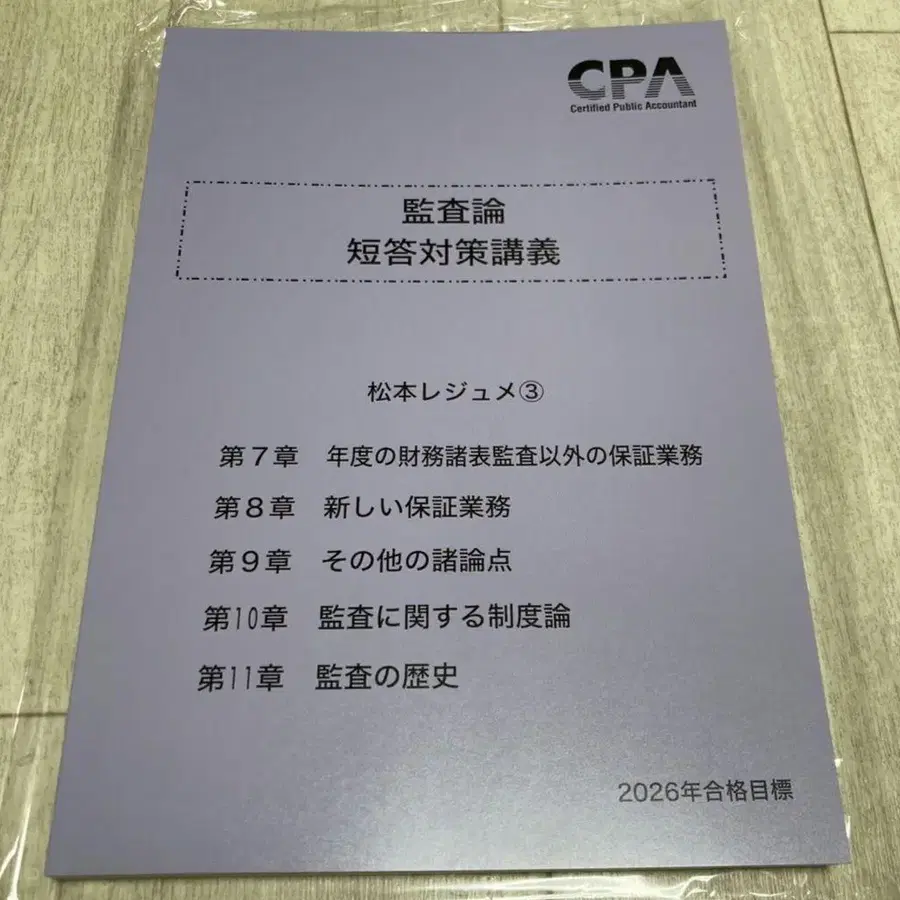 CPA
Certified Public Accountant
監査論
短答対策講義
松本レジュメ③
第7章 年度の財務諸表監査以外の保証業務
第8章 新しい保証業務
第9章 その他の諸論点
第10章 監査に関する制度論
第11章 監査の歴史
2026年合格目標